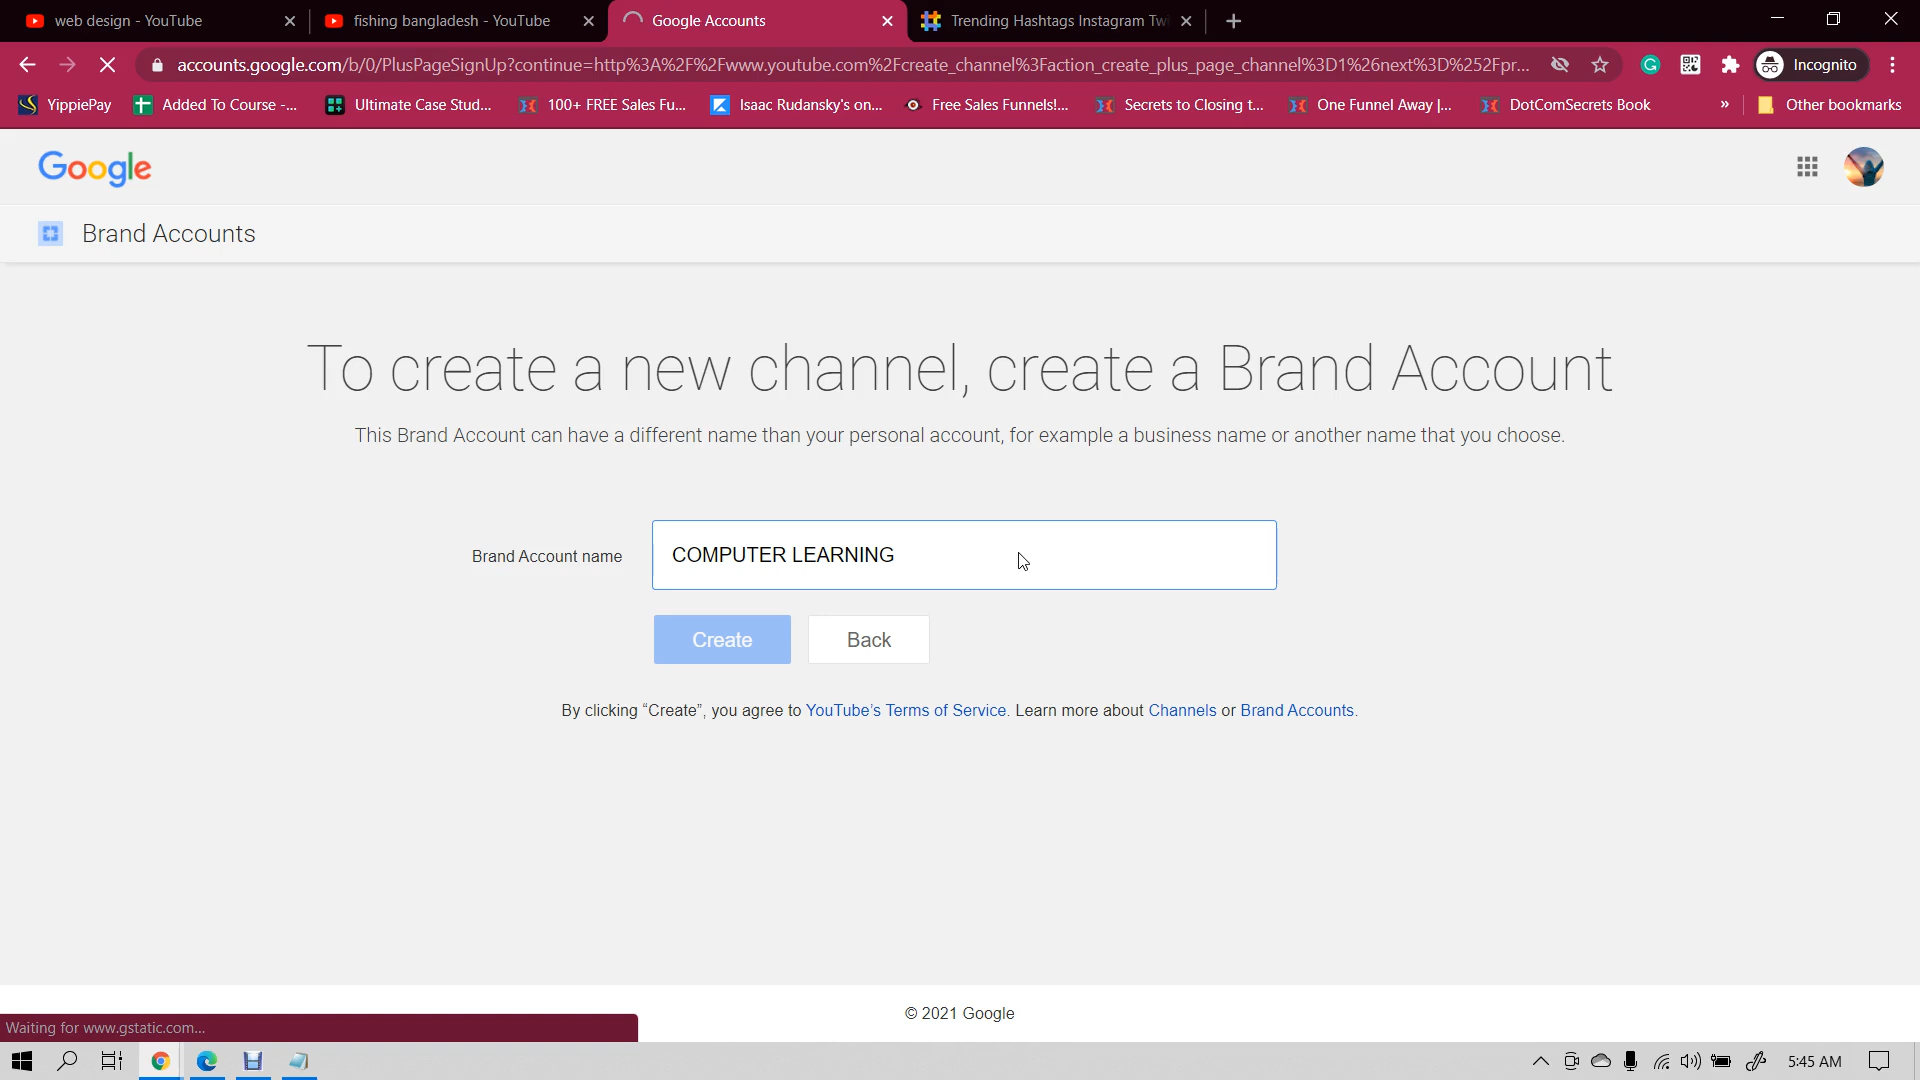 web design - YouTube
fishing bangladesh - YouTube
Google Accounts
Trending Hashtags Instagram Twi
accounts.google.com/b/0/PlusPageSignUp?continue=http%3A%2F%2Fwww.youtube.com%2Fcreate_channel%3Faction_create_plus_page_channel%3D1%26next%3D%252Fpr...
Incognito
YippiePay
Added To Course -...
Ultimate Case Stud...
100+ FREE Sales Fu...
Isaac Rudansky's on...
Free Sales Funnels!...
Secrets to Closing t...
One Funnel Away |...
DotComSecrets Book
»
Other bookmarks
Google
Brand Accounts
To create a new channel, create a Brand Account
This Brand Account can have a different name than your personal account, for example a business name or another name that you choose.
Brand Account name
COMPUTER LEARNING
Create
Back
By clicking “Create”, you agree to YouTube’s Terms of Service. Learn more about Channels or Brand Accounts.
© 2021 Google
Waiting for www.gstatic.com...
5:45 AM